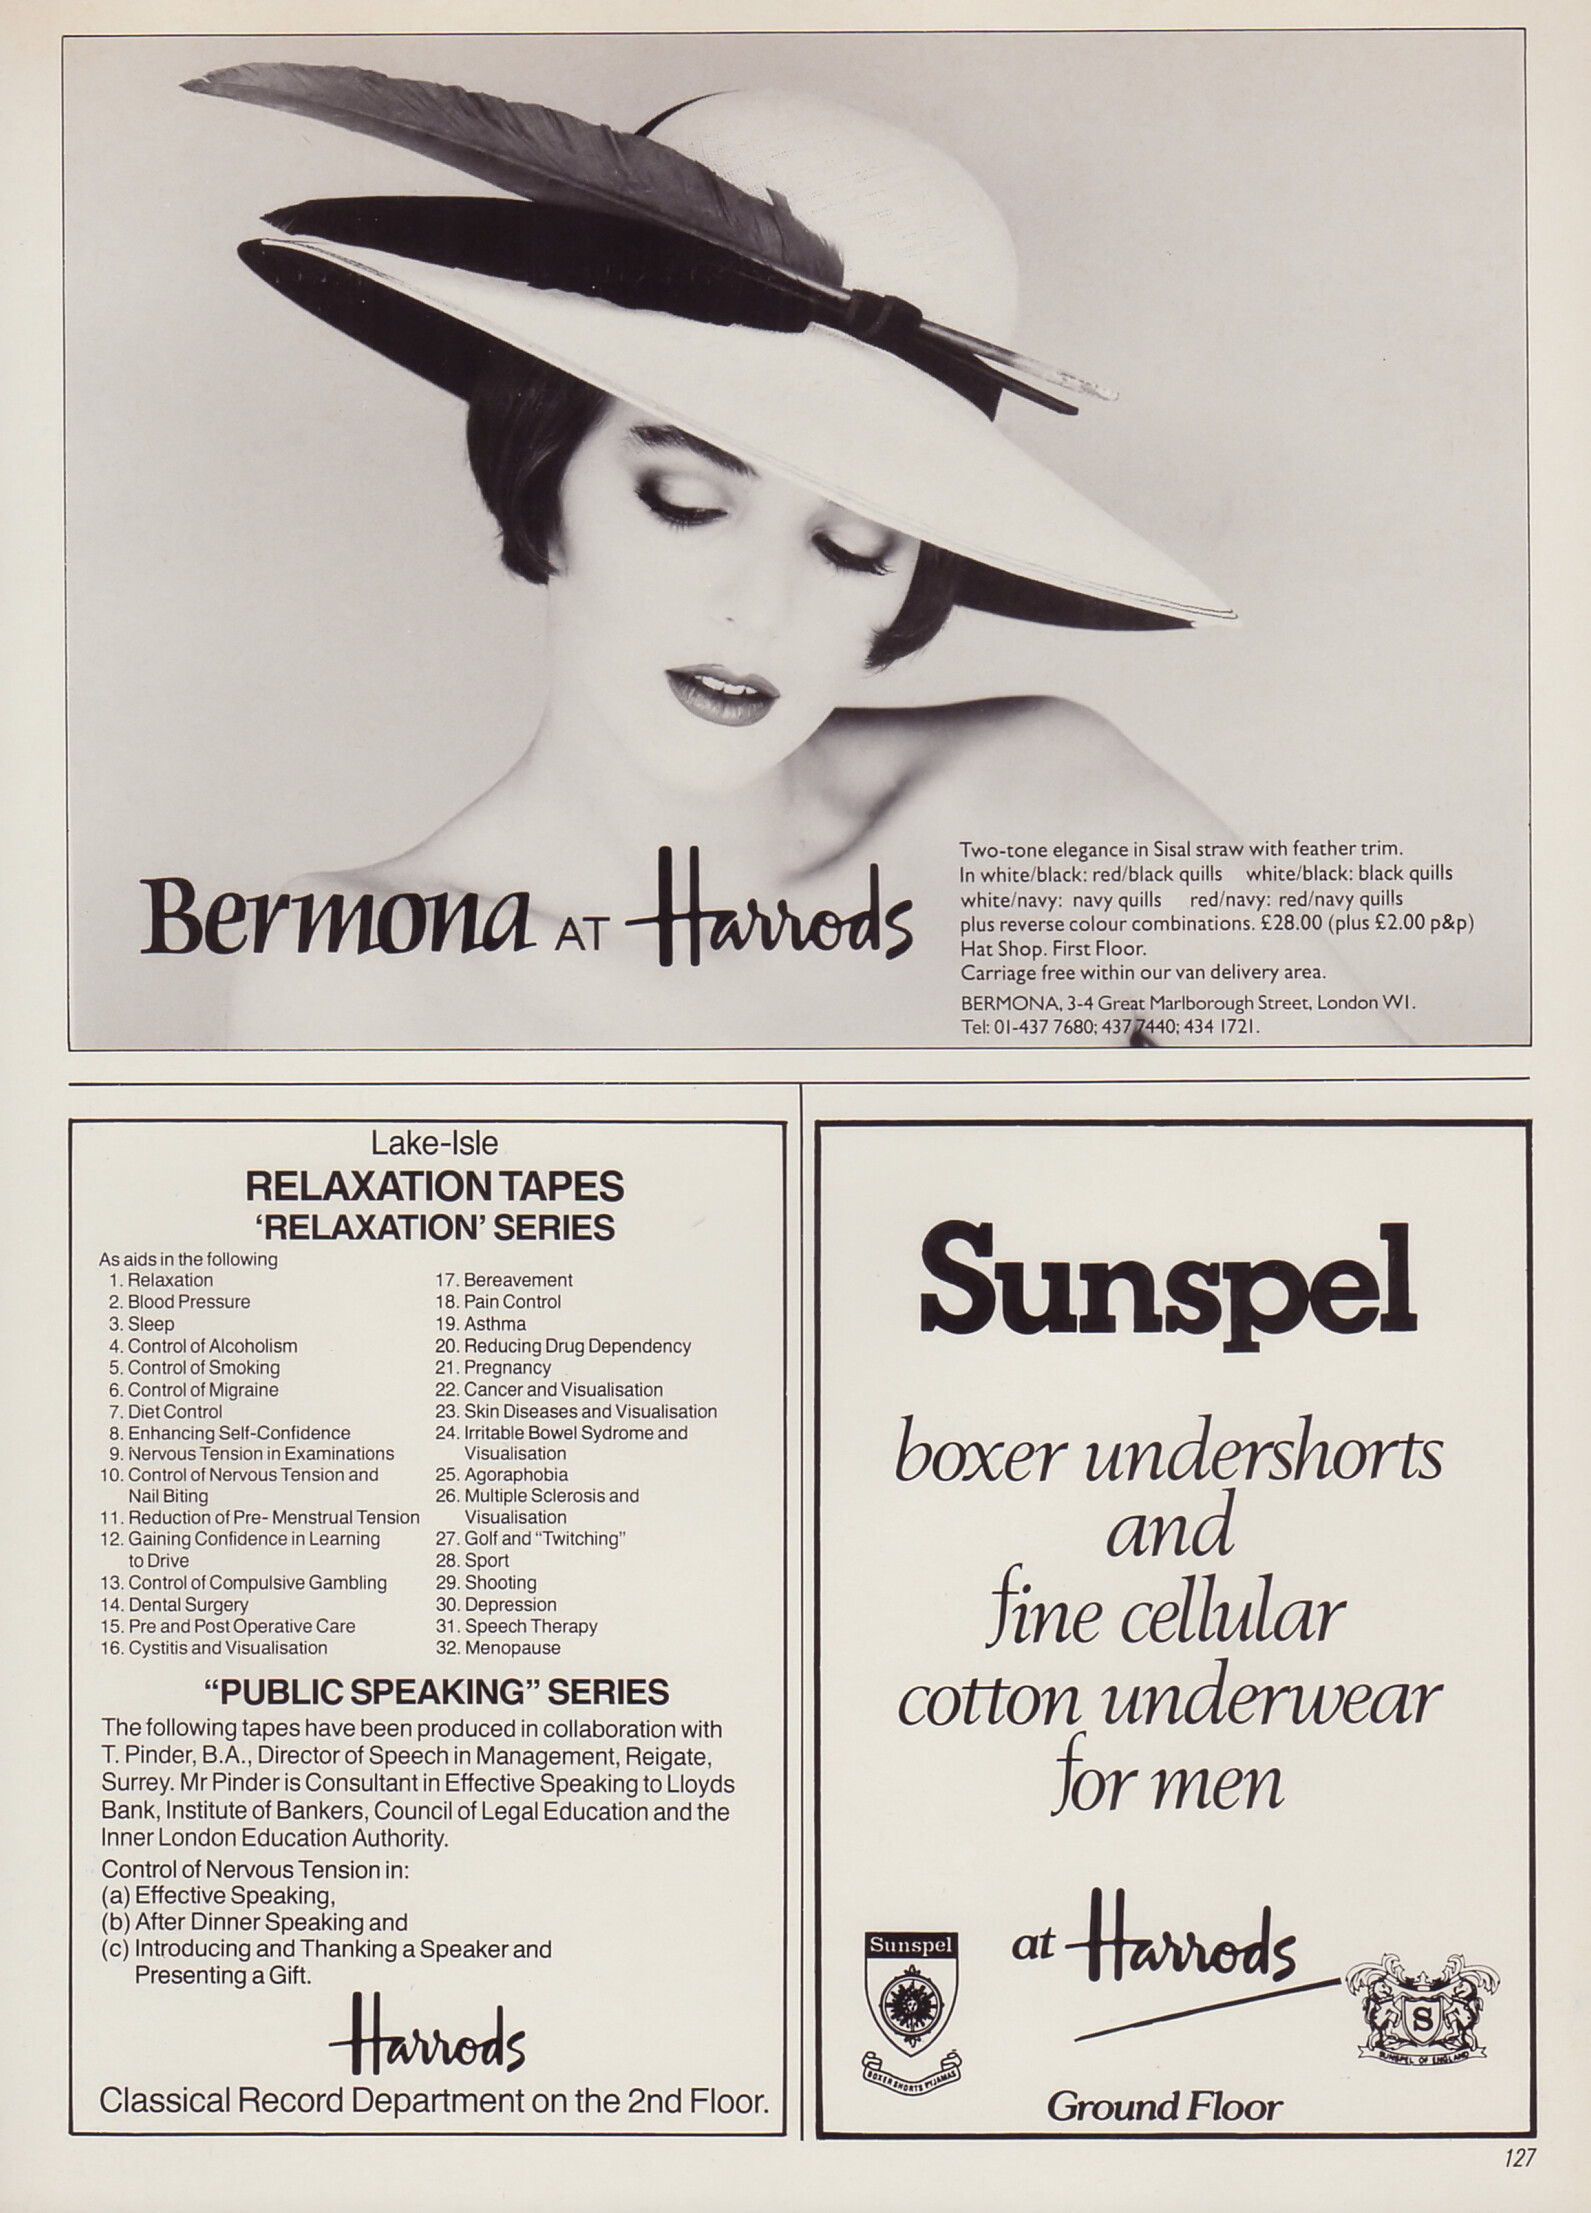 Bermona AT Harrods
Two-tone elegance in Sisal straw with feather trim.
In white/black: red/black quills white/black: black quills
white/navy: navy quills red/navy: red/navy quills
plus reverse colour combinations. £28.00 (plus £2.00 p&p)
Hat Shop. First Floor.
Carriage free within our van delivery area.
BERMONA, 3-4 Great Marlborough Street, London W1.
Tel: 01-437 7680; 437 7440; 434 1721.
Lake-Isle
RELAXATION TAPES
‘RELAXATION’ SERIES
As aids in the following
1. Relaxation
2. Blood Pressure
3. Sleep
4. Control of Alcoholism
5. Control of Smoking
6. Control of Migraine
7. Diet Control
8. Enhancing Self-Confidence
9. Nervous Tension in Examinations
10. Control of Nervous Tension and
Nail Biting
11. Reduction of Pre- Menstrual Tension
12. Gaining Confidence in Learning
to Drive
13. Control of Compulsive Gambling
14. Dental Surgery
15. Pre and Post Operative Care
16. Cystitis and Visualisation
17. Bereavement
18. Pain Control
19. Asthma
20. Reducing Drug Dependency
21. Pregnancy
22. Cancer and Visualisation
23. Skin Diseases and Visualisation
24. Irritable Bowel Sydrome and
Visualisation
25. Agoraphobia
26. Multiple Sclerosis and
Visualisation
27. Golf and “Twitching”
28. Sport
29. Shooting
30. Depression
31. Speech Therapy
32. Menopause
“PUBLIC SPEAKING” SERIES
The following tapes have been produced in collaboration with
T. Pinder, B.A., Director of Speech in Management, Reigate,
Surrey. Mr Pinder is Consultant in Effective Speaking to Lloyds
Bank, Institute of Bankers, Council of Legal Education and the
Inner London Education Authority.
Control of Nervous Tension in:
(a) Effective Speaking,
(b) After Dinner Speaking and
(c) Introducing and Thanking a Speaker and
Presenting a Gift.
Harrods
Classical Record Department on the 2nd Floor.
Sunspel
boxer undershorts
and
fine cellular
cotton underwear
for men
at Harrods
Sunspel
BOXER SHORTS PYJAMAS
S
SUNSPEL OF ENGLAND
Ground Floor
127